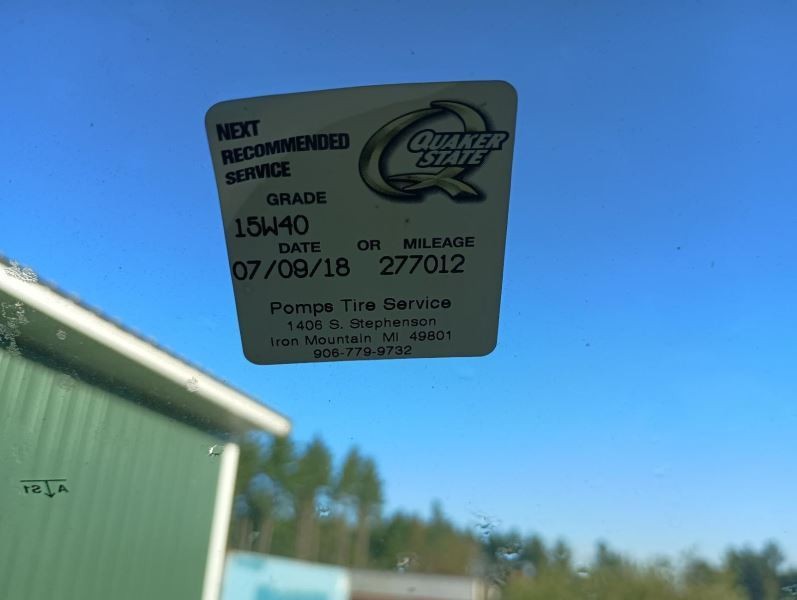 NEXT
RECOMMENDED
SERVICE
QUAKER
STATE
GRADE
15W40
DATE OR MILEAGE
07/09/18 277012
Pomps Tire Service
1406 S. Stephenson
Iron Mountain MI 49801
906-779-9732
AS1